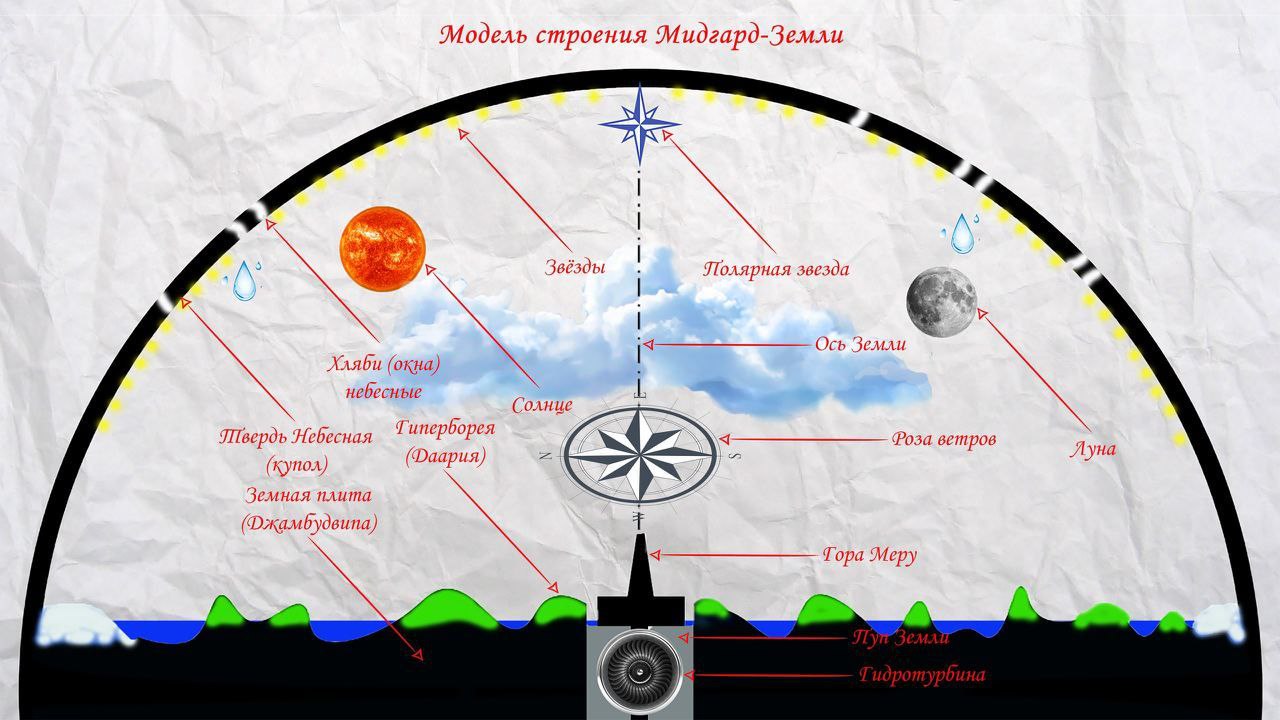 Модель строения Мидгард-Земли
Звёзды
Полярная звезда
Ось Земли
Хляби (окна)
небесные
Солнце
Роза ветров
Луна
Твердь Небесная
(купол)
Гиперборея
(Даария)
Земная плита
(Джамбудвипа)
E
N
S
W
Гора Меру
Пуп Земли
Гидротурбина